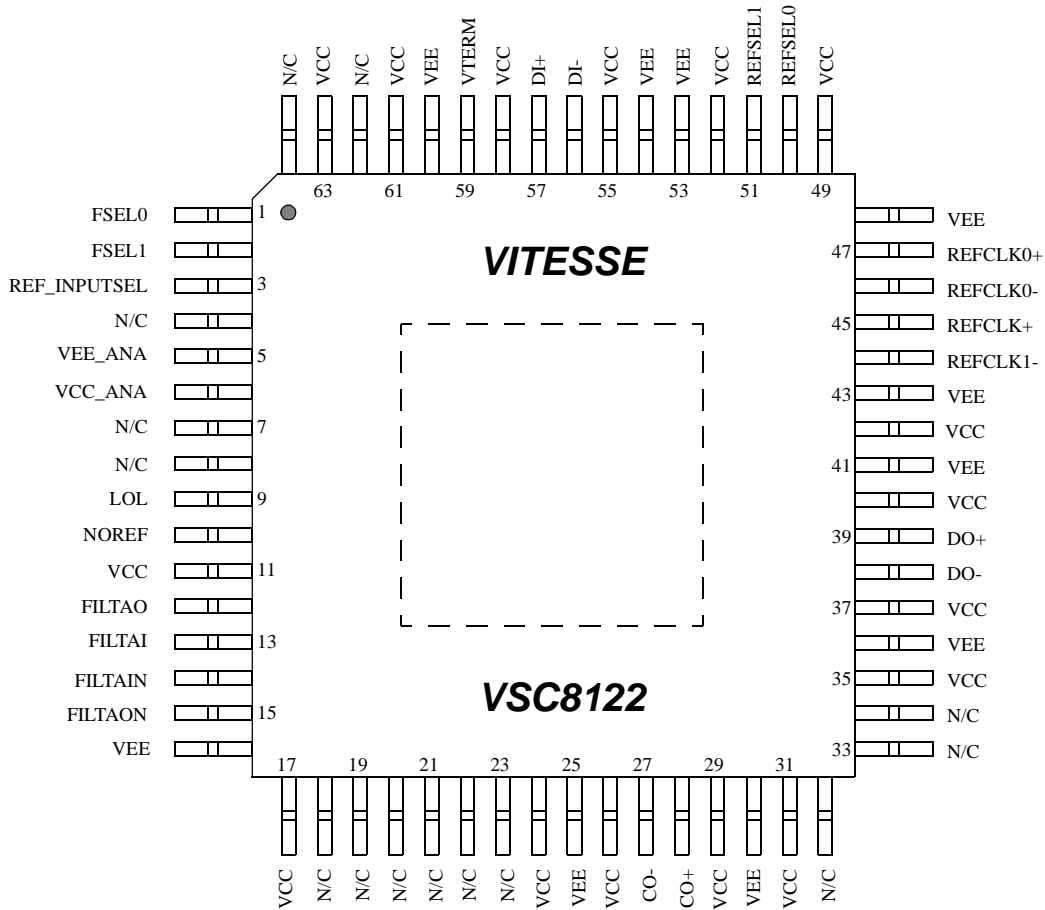 N/C VCC N/C VCC VEE VTERM VCC DI+ DI- VCC VEE VEE VCC REFSEL1 REFSEL0 VCC
63 61 59 57 55 53 51 49
FSEL0 1
FSEL1
REF_INPUTSEL 3
N/C
VEE_ANA 5
VCC_ANA
N/C 7
N/C
LOL 9
NOREF
VCC 11
FILTAO
FILTAI 13
FILTAIN
FILTAON 15
VEE
VITESSE
VSC8122
VEE
47 REFCLK0+
REFCLK0-
45 REFCLK+
REFCLK1-
43 VEE
VCC
41 VEE
VCC
39 DO+
DO-
37 VCC
VEE
35 VCC
N/C
33 N/C
17 19 21 23 25 27 29 31
VCC N/C N/C N/C N/C N/C N/C VCC VEE VCC CO- CO+ VCC VEE VCC N/C